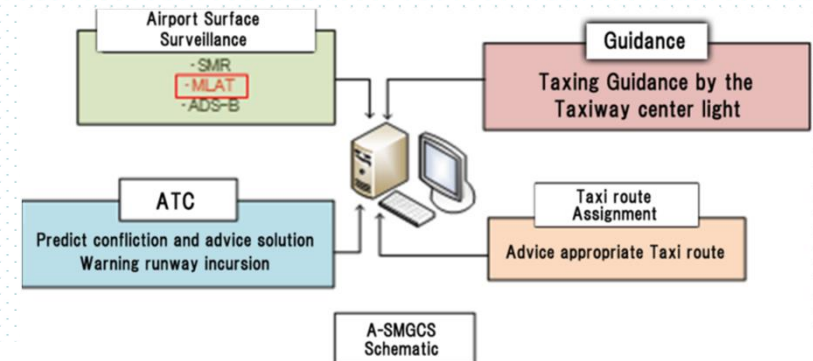 Airport Surface
Surveillance
-SMR
-MLAT
-ADS-B
Guidance
Taxing Guidance by the
Taxiway center light
ATC
Predict confliction and advice solution
Warning runway incursion
Taxi route
Assignment
Advice appropriate Taxi route
A-SMGCS
Schematic